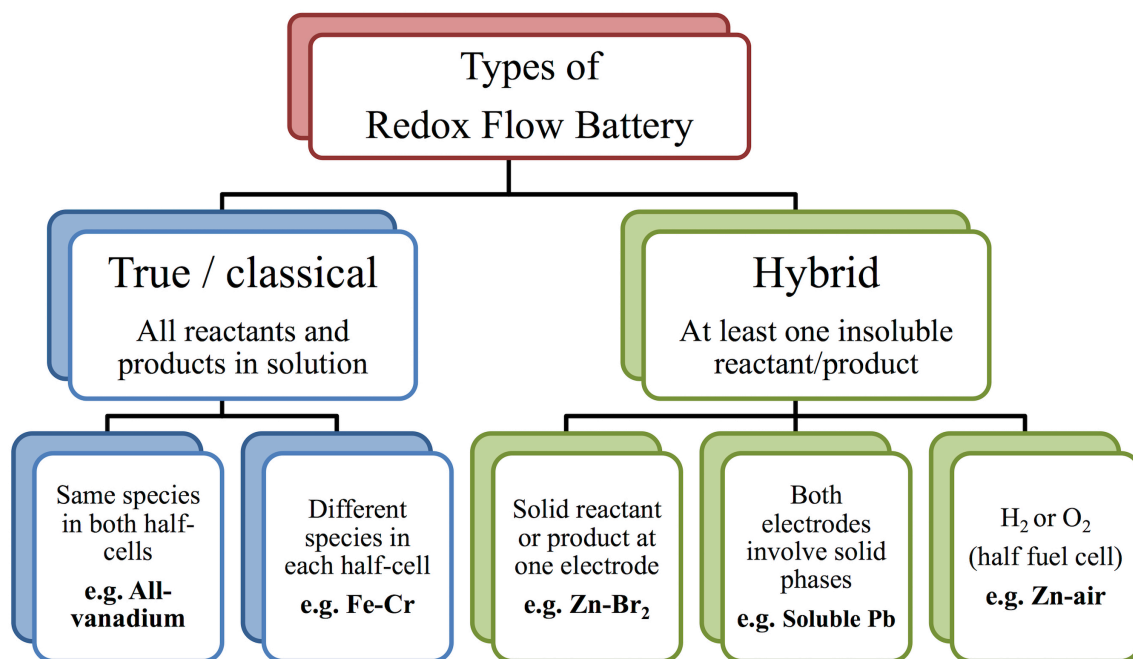 Types of
Redox Flow Battery
True / classical
All reactants and
products in solution
Hybrid
At least one insoluble
reactant/product
Same species
in both half-
cells
e.g. All-
vanadium
Different
species in
each half-cell
e.g. Fe-Cr
Solid reactant
or product at
one electrode
e.g. Zn-Br₂
Both
electrodes
involve solid
phases
e.g. Soluble Pb
H₂ or O₂
(half fuel cell)
e.g. Zn-air